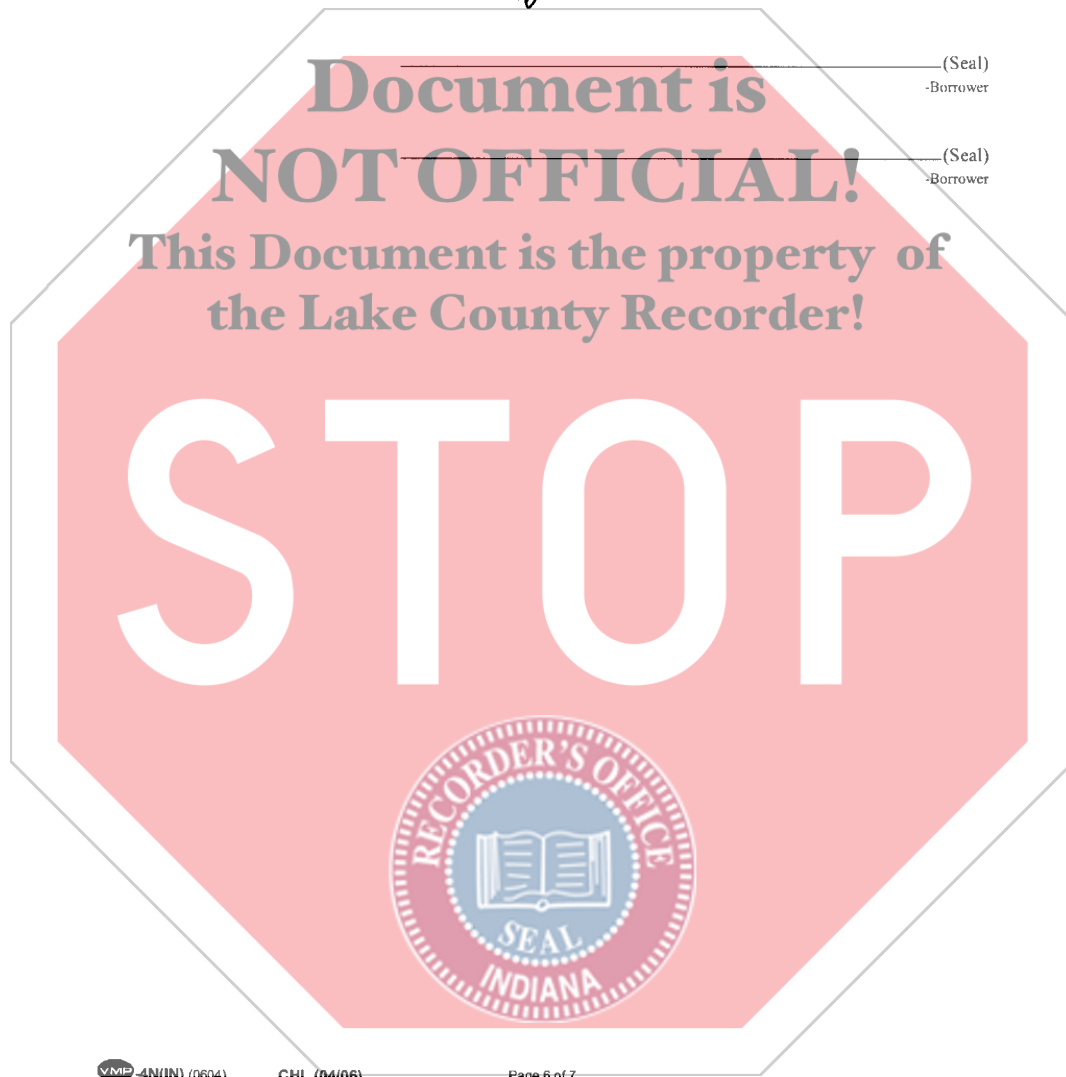 (Seal)
-Borrower
Document is
(Seal)
-Borrower
NOT OFFICIAL!
This Document is the property of
the Lake County Recorder!
STOP
RECORDER'S OFFICE
SEAL
INDIANA
VMP -4N(IN) (0604) CHL (04/06) Page 6 of 7